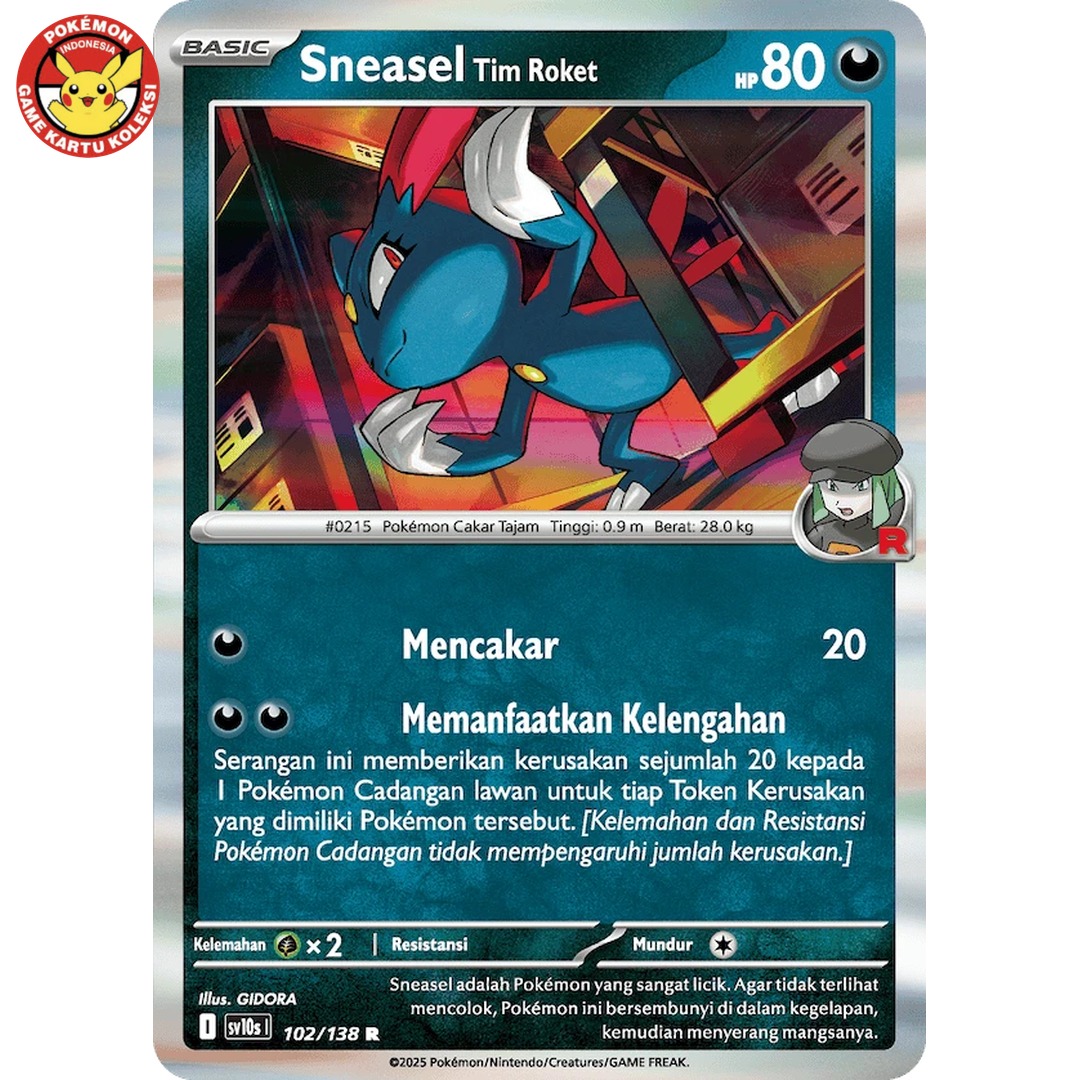 POKÉMON
INDONESIA
GAME KARTU KOLEKSI
BASIC
Sneasel Tim Roket
HP 80
#0215 Pokémon Cakar Tajam Tinggi: 0.9 m Berat: 28.0 kg
R
Mencakar 20
Memanfaatkan Kelengahan
Serangan ini memberikan kerusakan sejumlah 20 kepada
1 Pokémon Cadangan lawan untuk tiap Token Kerusakan
yang dimiliki Pokémon tersebut. [Kelemahan dan Resistansi
Pokémon Cadangan tidak mempengaruhi jumlah kerusakan.]
Kelemahan ×2 Resistansi Mundur
Sneasel adalah Pokémon yang sangat licik. Agar tidak terlihat
mencolok, Pokémon ini bersembunyi di dalam kegelapan,
kemudian menyerang mangsanya.
Illus. GIDORA
I sv10s I 102/138 R
©2025 Pokémon/Nintendo/Creatures/GAME FREAK.